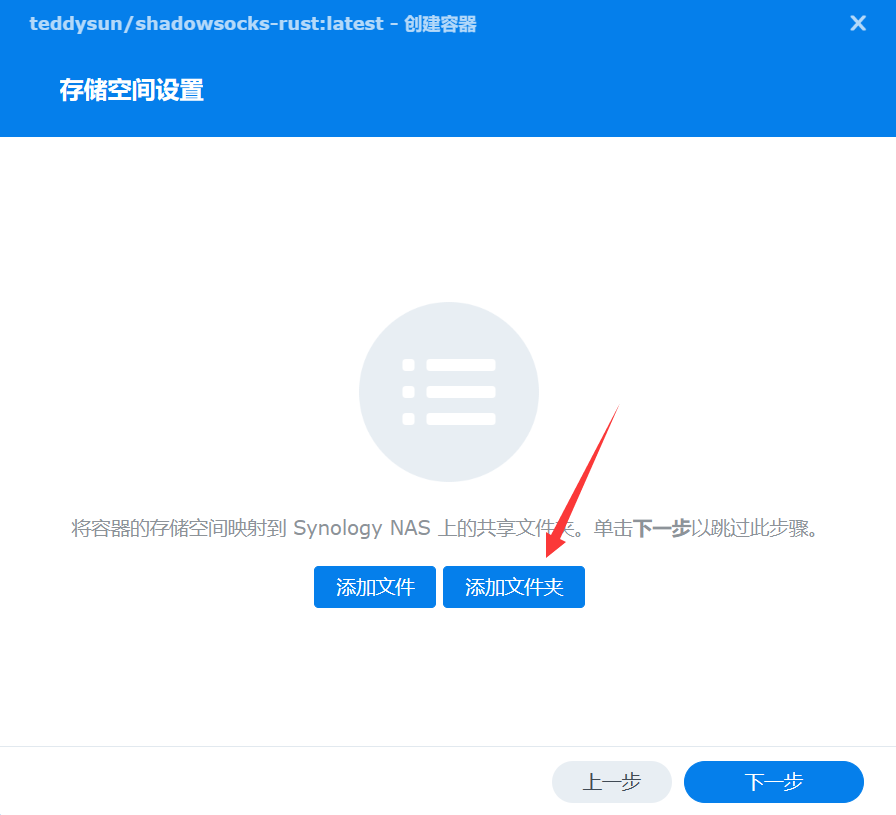 teddysun/shadowsocks-rust:latest - 创建容器
存储空间设置
将容器的存储空间映射到 Synology NAS 上的共享文件夹。单击下一步以跳过此步骤。
添加文件 添加文件夹
上一步 下一步